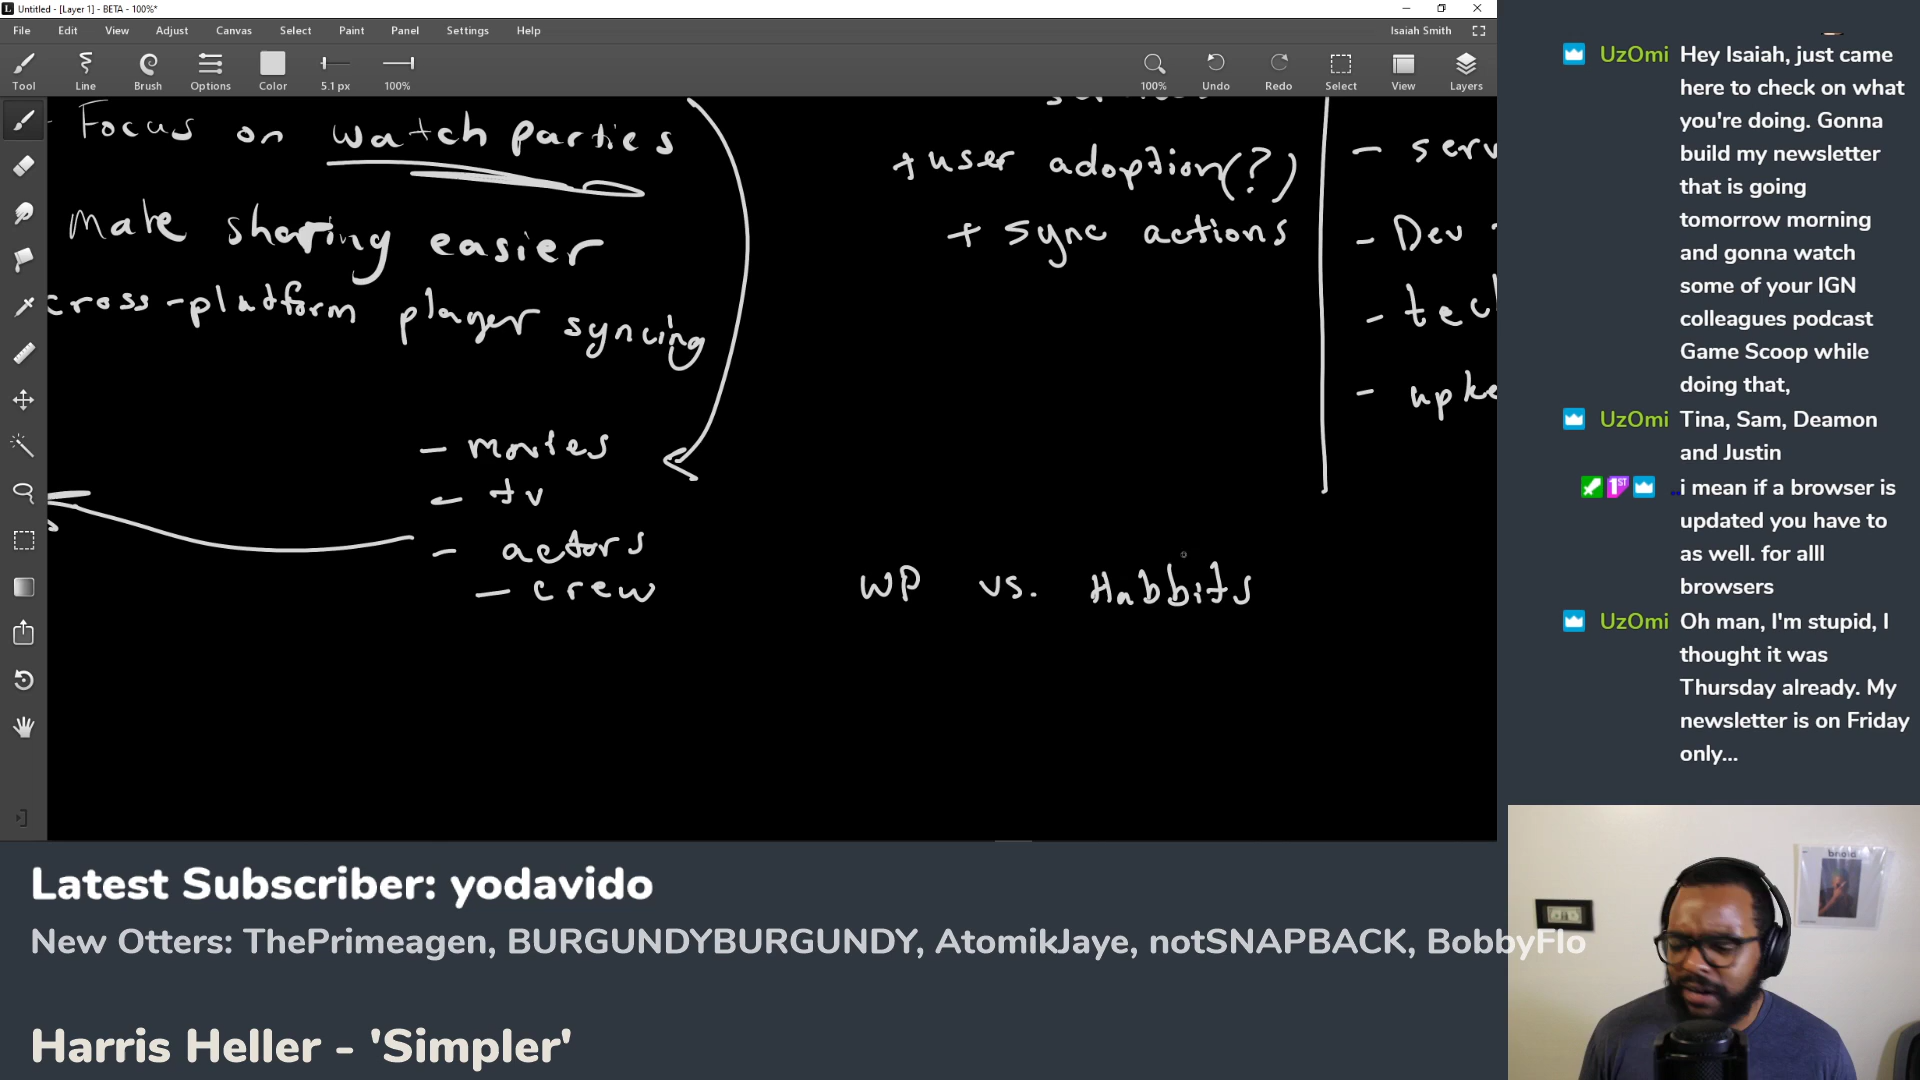 Untitled - [Layer 1] - BETA - 100%*
File Edit View Adjust Canvas Select Paint Panel Settings Help
Isaiah Smith
Tool Line Brush Options Color 5.1 px 100%
100% Undo Redo Select View Layers
- Focus on watch parties
Make sharing easier
cross-platform player syncing
- movies
- tv
- actors
- crew
+ user adoption(?)
+ sync actions
- serv
- Dev
- tech
- upke
WP vs. Habbits
UzOmi Hey Isaiah, just came
here to check on what
you're doing. Gonna
build my newsletter
that is going
tomorrow morning
and gonna watch
some of your IGN
colleagues podcast
Game Scoop while
doing that,
UzOmi Tina, Sam, Deamon
and Justin
1ST i mean if a browser is
updated you have to
as well. for alll
browsers
UzOmi Oh man, I'm stupid, I
thought it was
Thursday already. My
newsletter is on Friday
only...
Latest Subscriber: yodavido
New Otters: ThePrimeagen, BURGUNDYBURGUNDY, AtomikJaye, notSNAPBACK, BobbyFlo
Harris Heller - 'Simpler'